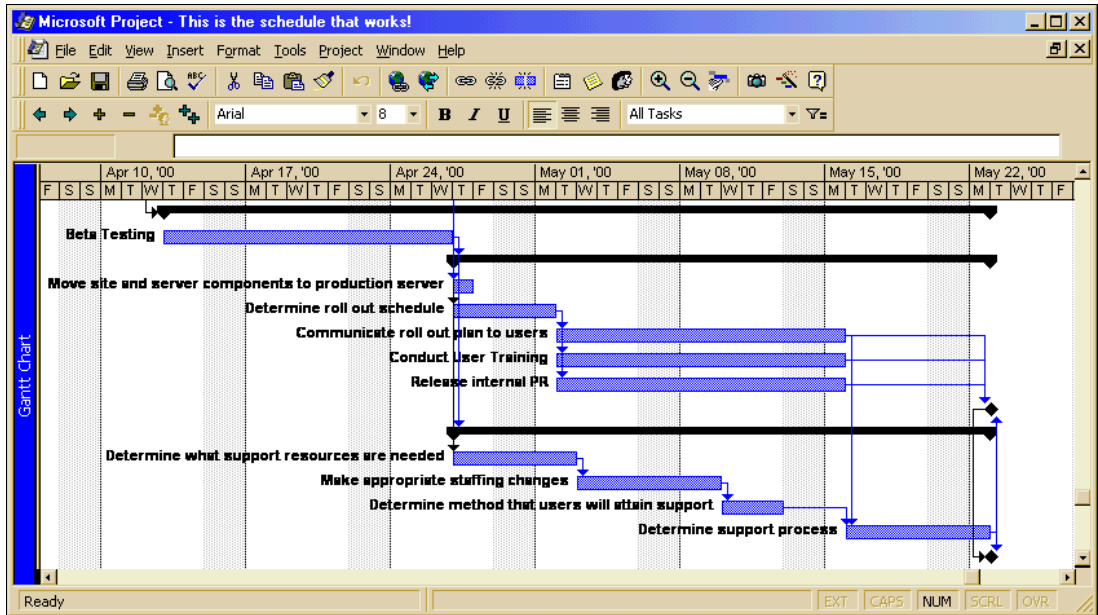 Microsoft Project - This is the schedule that works!
File Edit View Insert Format Tools Project Window Help
ABC
Arial 8 B I U All Tasks
Apr 10, '00 Apr 17, '00 Apr 24, '00 May 01, '00 May 08, '00 May 15, '00 May 22, '00
F S S M T W T F S S M T W T F S S M T W T F S S M T W T F S S M T W T F S S M T W T F S S M T W T F
Beta Testing
Move site and server components to production server
Determine roll out schedule
Communicate roll out plan to users
Conduct User Training
Release internal PR
Gantt Chart
Determine what support resources are needed
Make appropriate staffing changes
Determine method that users will attain support
Determine support process
Ready EXT CAPS NUM SCRL OVR